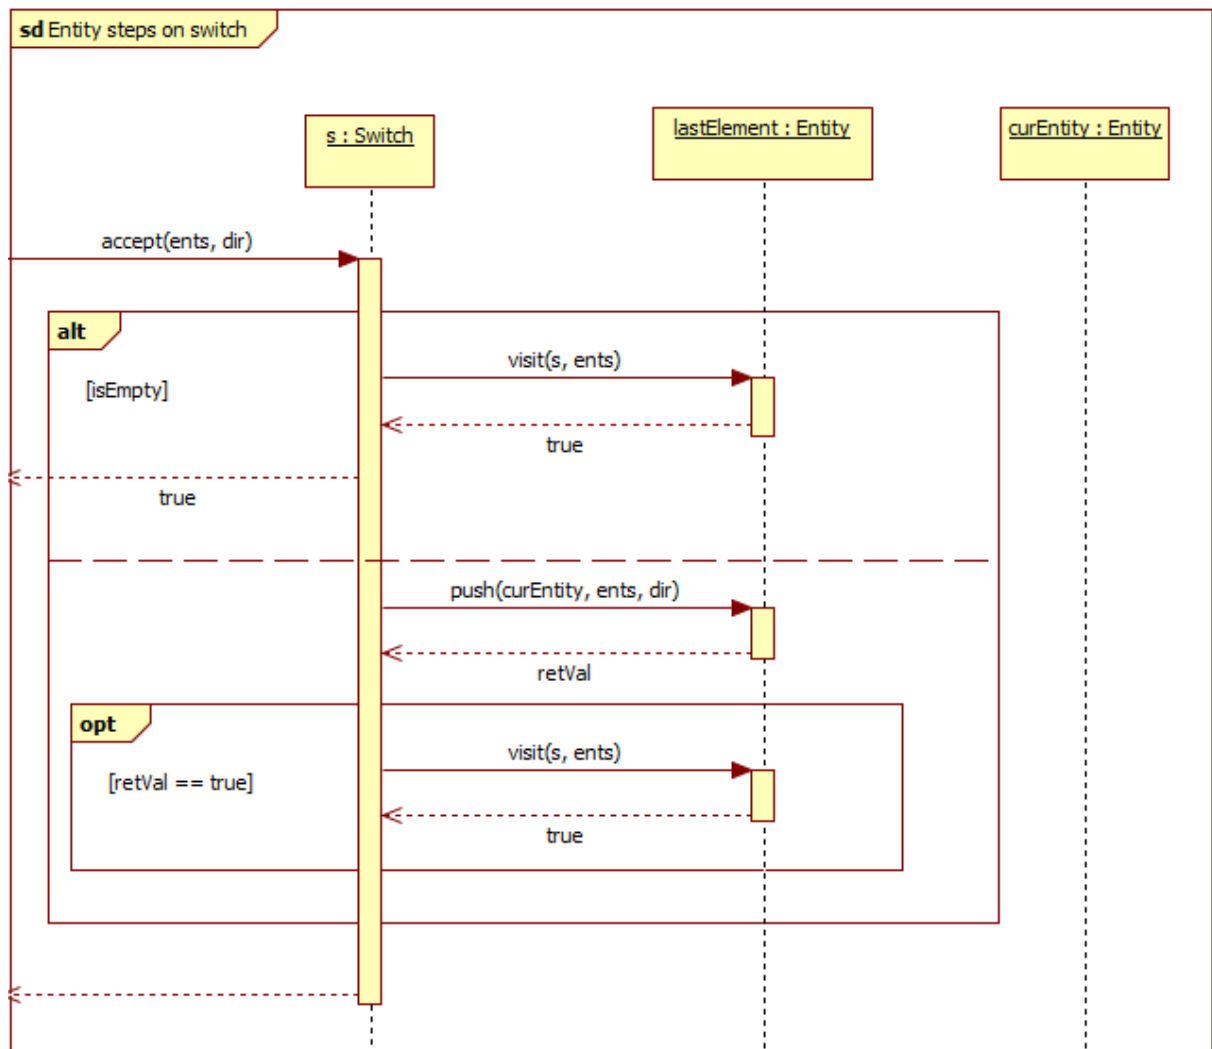 sd Entity steps on switch
s : Switch
lastElement : Entity
curEntity : Entity
accept(ents, dir)
alt
visit(s, ents)
[isEmpty]
true
true
push(curEntity, ents, dir)
retVal
opt
visit(s, ents)
[retVal == true]
true